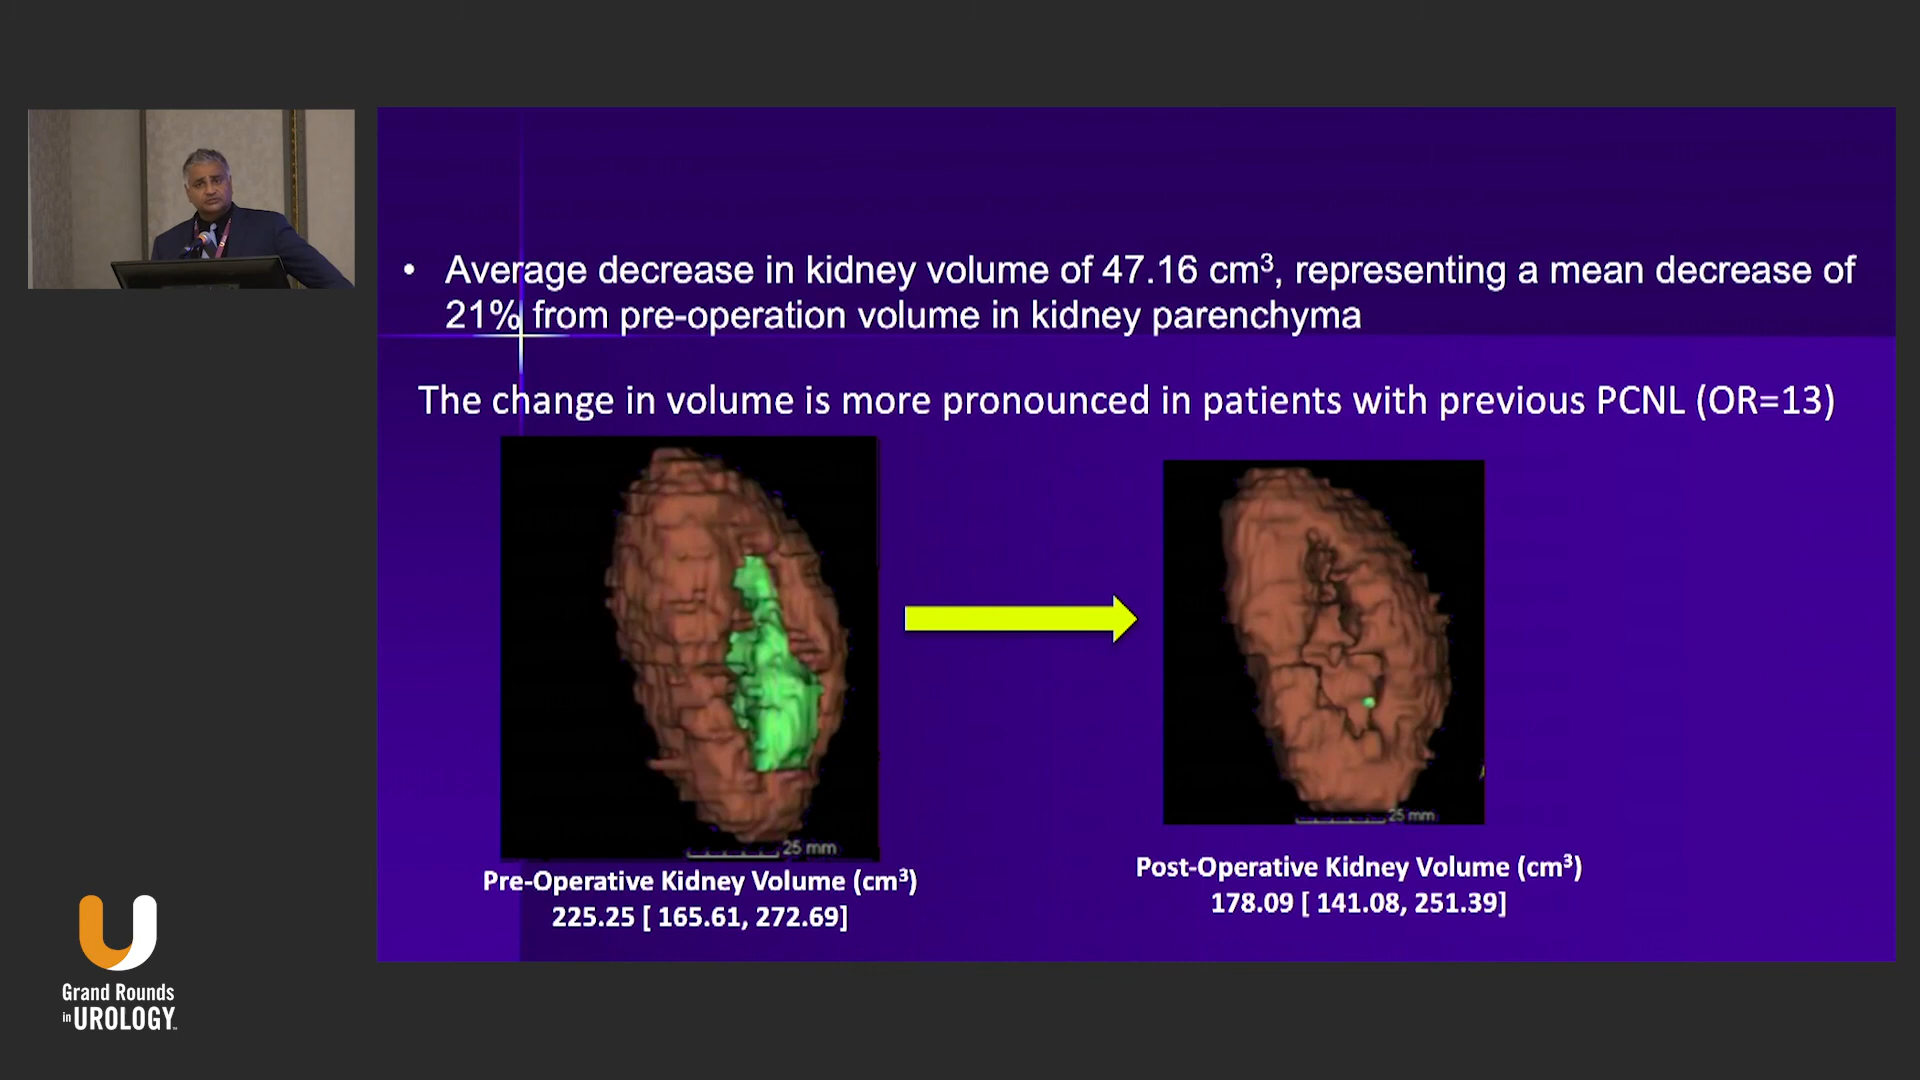 • Average decrease in kidney volume of 47.16 cm³, representing a mean decrease of
21% from pre-operation volume in kidney parenchyma
The change in volume is more pronounced in patients with previous PCNL (OR=13)
25 mm
25 mm
Pre-Operative Kidney Volume (cm³)
225.25 [ 165.61, 272.69]
Post-Operative Kidney Volume (cm³)
178.09 [ 141.08, 251.39]
Grand Rounds
in UROLOGY™